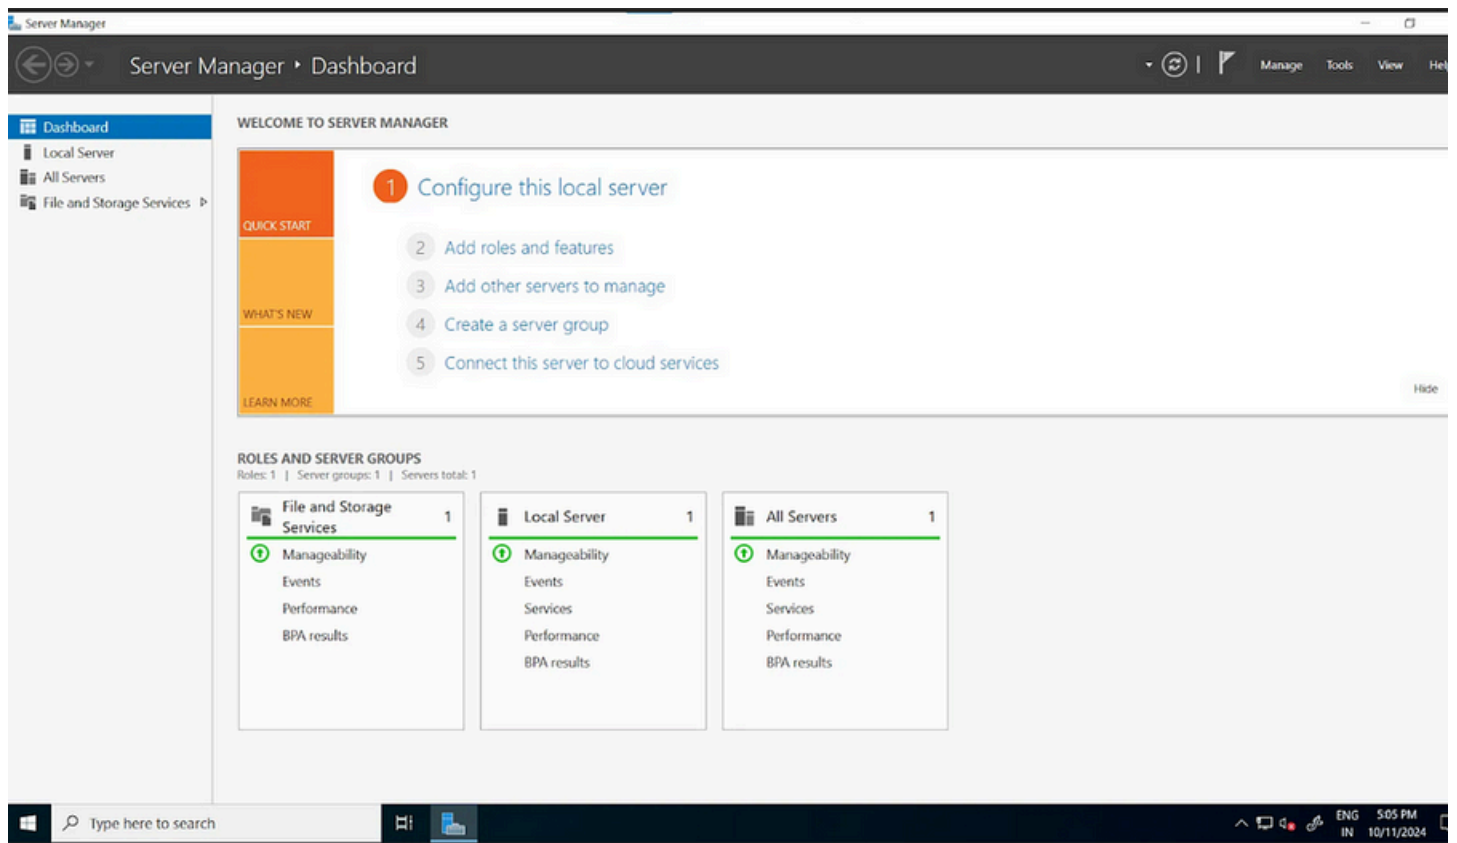 Server Manager
Server Manager • Dashboard
Manage Tools View
Dashboard
Local Server
All Servers
File and Storage Services
WELCOME TO SERVER MANAGER
QUICK START
WHAT'S NEW
LEARN MORE
1 Configure this local server
2 Add roles and features
3 Add other servers to manage
4 Create a server group
5 Connect this server to cloud services
Hide
ROLES AND SERVER GROUPS
Roles: 1 | Server groups: 1 | Servers total: 1
File and Storage
Services
1
Manageability
Events
Performance
BPA results
Local Server 1
Manageability
Events
Services
Performance
BPA results
All Servers 1
Manageability
Events
Services
Performance
BPA results
Type here to search
ENG
IN
5:05 PM
10/11/2024